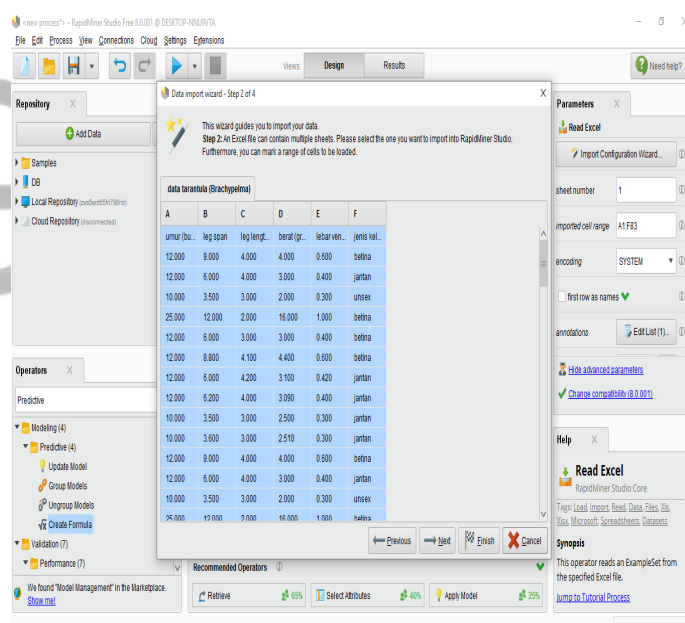 <new process*> – RapidMiner Studio Free 8.0.001 @ DESKTOP-NNU9VTA
File Edit Process View Connections Cloud Settings Extensions
Views: Design Results Need help?
Repository
Add Data
Samples
DB
Local Repository
Cloud Repository (disconnected)
Operators
Predictive
Modeling (4)
Predictive (4)
Update Model
Group Models
Ungroup Models
Create Formula
Validation (7)
Performance (7)
We found "Model Management" in the Marketplace.
Show me!
Data import wizard - Step 2 of 4
This wizard guides you to import your data.
Step 2: An Excel file can contain multiple sheets. Please select the one you want to import into RapidMiner Studio.
Furthermore, you can mark a range of cells to be loaded.
data tarantula (Brachypelma)
A B C D E F
umur (bu... leg span leg lengt... berat (gr... lebar ven... jenis kel...
12.000 9.000 4.000 4.000 0.600 betina
12.000 6.000 4.000 3.000 0.400 jantan
10.000 3.500 3.000 2.000 0.300 unsex
25.000 12.000 2.000 16.000 1.000 betina
12.000 6.000 3.000 3.000 0.400 betina
12.000 8.800 4.100 4.400 0.600 betina
12.000 6.000 4.200 3.100 0.420 jantan
12.000 6.200 4.000 3.090 0.400 jantan
10.000 3.500 3.000 2.500 0.300 jantan
10.000 3.600 3.000 2.510 0.300 jantan
12.000 9.000 4.000 4.000 0.600 betina
12.000 6.000 4.000 3.000 0.400 jantan
10.000 3.500 3.000 2.000 0.300 unsex
25.000 12.000 2.000 16.000 1.000 betina
Previous Next Finish Cancel
Recommended Operators
Retrieve 65% Select Attributes 40% Apply Model 25%
Parameters
Read Excel
Import Configuration Wizard...
sheet number 1
imported cell range A1:F83
encoding SYSTEM
first row as names
annotations Edit List (1)...
Hide advanced parameters
Change compatibility (8.0.001)
Help
Read Excel
RapidMiner Studio Core
Tags: Load, Import, Read, Data, Files, Xls,
Xlsx, Microsoft, Spreadsheets, Datasets
Synopsis
This operator reads an ExampleSet from
the specified Excel file.
Jump to Tutorial Process